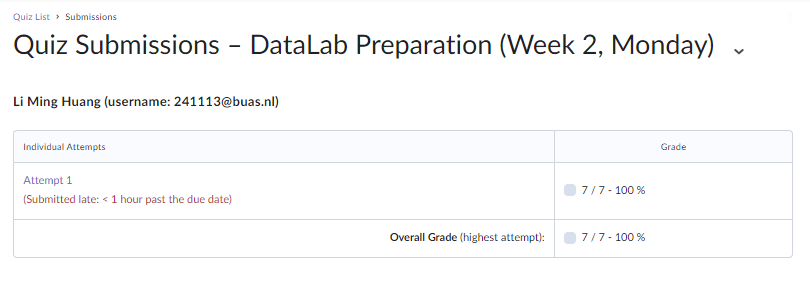 Quiz List › Submissions
Quiz Submissions – DataLab Preparation (Week 2, Monday)
Li Ming Huang (username: 241113@buas.nl)
Individual Attempts Grade
Attempt 1
(Submitted late: < 1 hour past the due date)
7 / 7 - 100 %
Overall Grade (highest attempt): 7 / 7 - 100 %